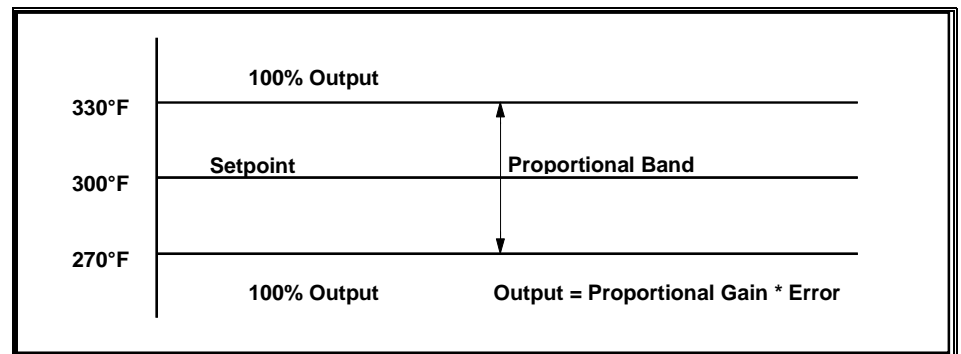 100% Output
330°F
Setpoint
Proportional Band
300°F
270°F
100% Output
Output = Proportional Gain * Error